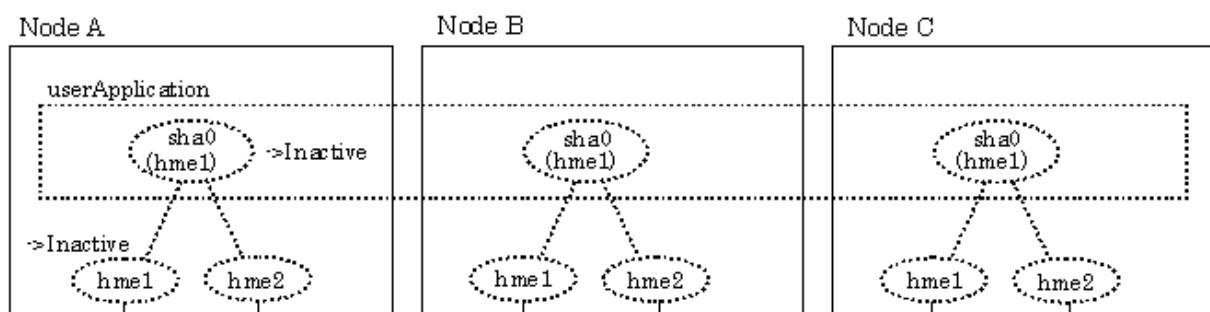 Node A Node B Node C
userApplication
sha0 sha0 sha0
(hme1) ->Inactive (hme1) (hme1)
->Inactive
hme1 hme2 hme1 hme2 hme1 hme2